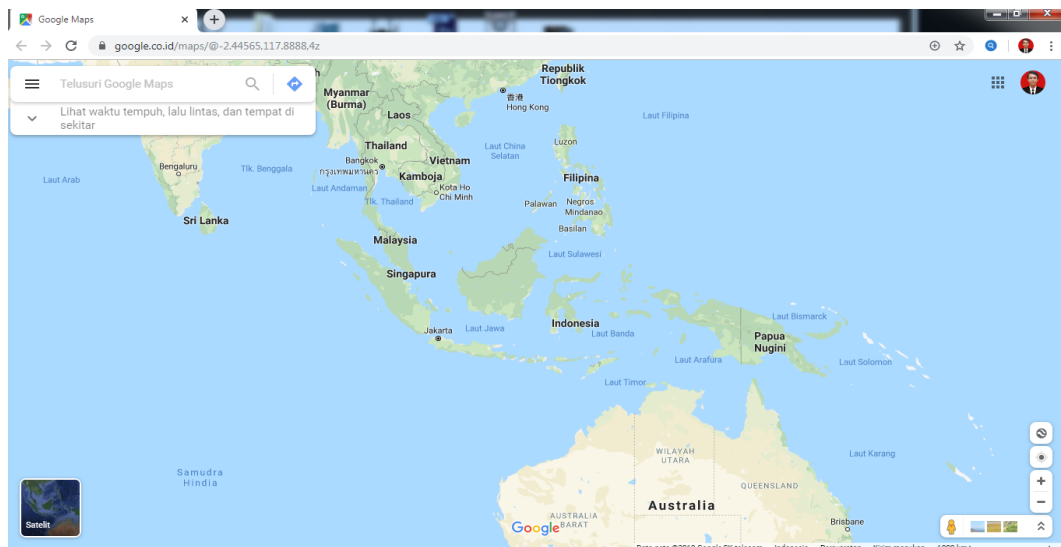 Google Maps
google.co.id/maps/@-2.44565,117.8888,4z
Telusuri Google Maps
Lihat waktu tempuh, lalu lintas, dan tempat di
sekitar
Republik
Tiongkok
Myanmar
(Burma)
香港
Hong Kong
Laos
Laut Filipina
Thailand
Laut China
Selatan
Luzon
Bengaluru
Tlk. Benggala
Bangkok
กรุงเทพมหานคร
Vietnam
Laut Arab
Kamboja
Filipina
Laut Andaman
Kota Ho
Chi Minh
Tlk. Thailand
Palawan
Negros
Mindanao
Sri Lanka
Basilan
Malaysia
Laut Sulawesi
Singapura
Laut Bismarck
Jakarta
Laut Jawa
Indonesia
Laut Banda
Papua
Nugini
Laut Arafura
Laut Solomon
Laut Timor
WILAYAH
UTARA
Laut Karang
Samudra
Hindia
QUEENSLAND
Australia
AUSTRALIA
BARAT
Brisbane
Satelit
Google